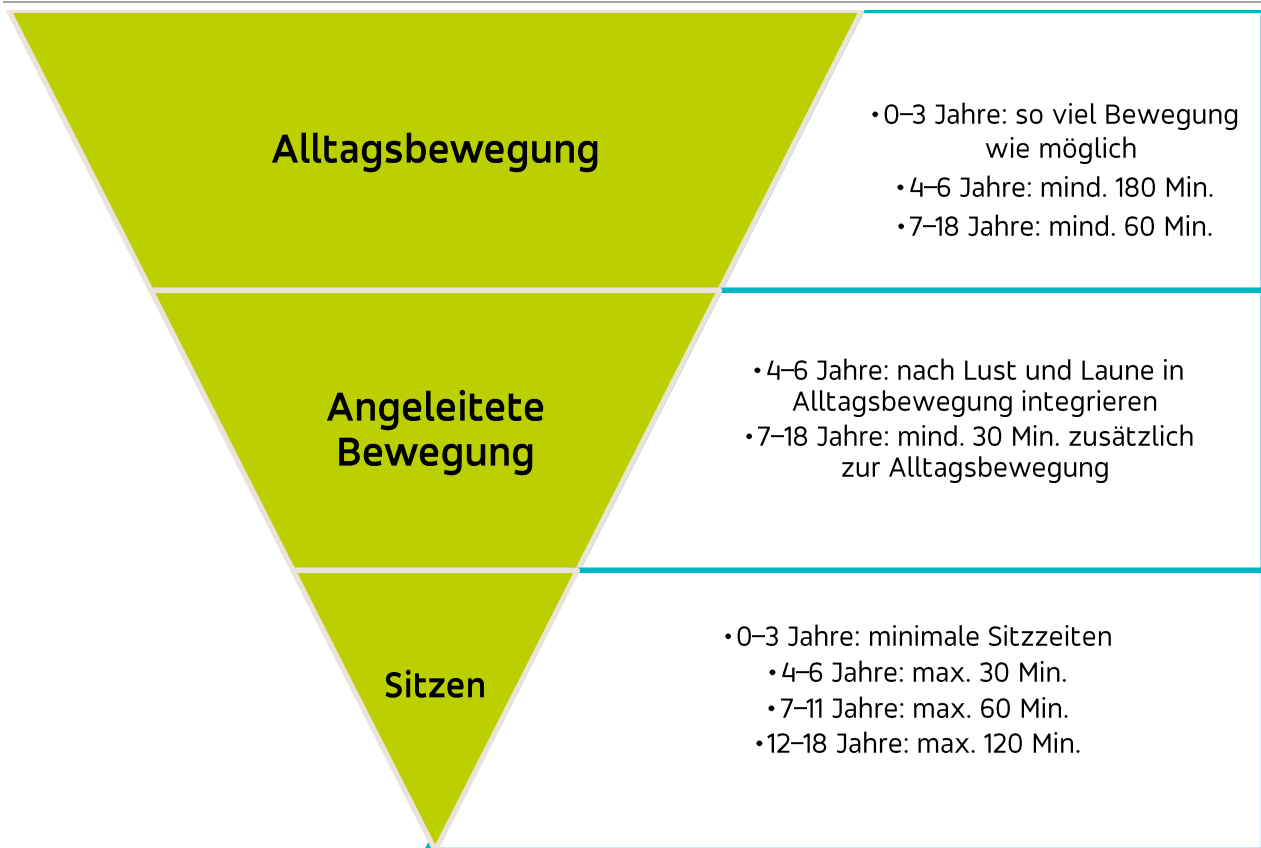 Alltagsbewegung
•0–3 Jahre: so viel Bewegung
wie möglich
•4–6 Jahre: mind. 180 Min.
•7–18 Jahre: mind. 60 Min.
Angeleitete
Bewegung
•4–6 Jahre: nach Lust und Laune in
Alltagsbewegung integrieren
•7–18 Jahre: mind. 30 Min. zusätzlich
zur Alltagsbewegung
Sitzen
•0–3 Jahre: minimale Sitzzeiten
•4–6 Jahre: max. 30 Min.
•7–11 Jahre: max. 60 Min.
•12–18 Jahre: max. 120 Min.